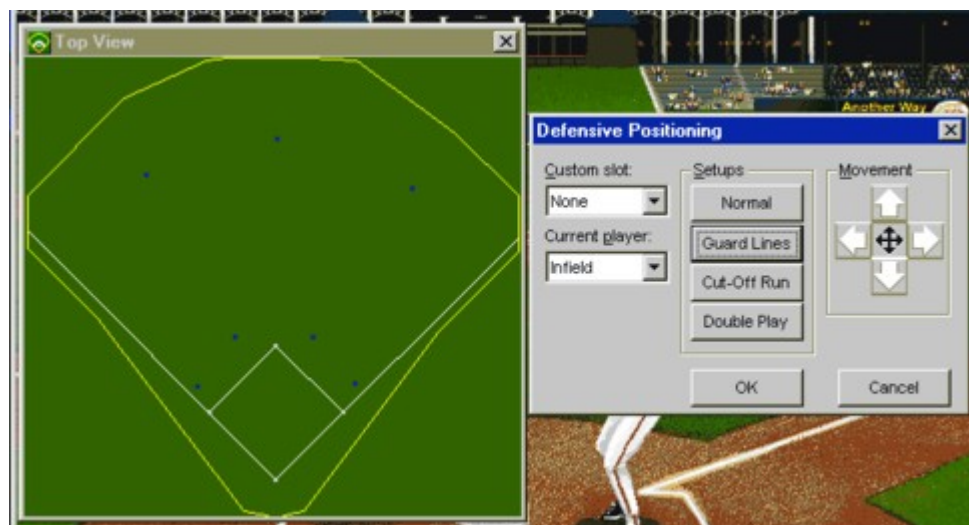 Top View
Another Way
Defensive Positioning
Custom slot:
None
Current player:
Infield
Setups
Normal
Guard Lines
Cut-Off Run
Double Play
Movement
OK
Cancel